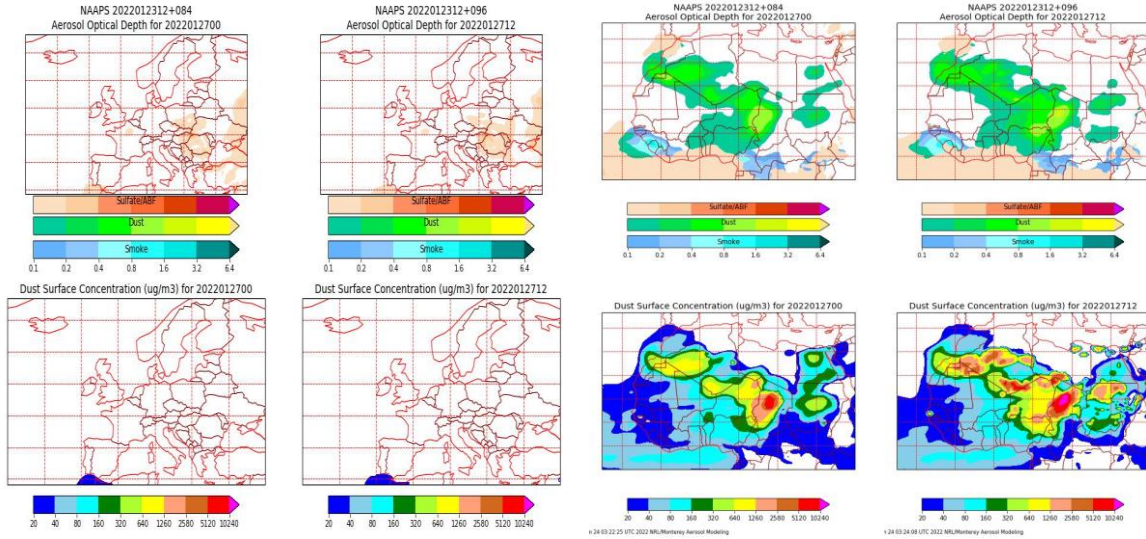 NAAPS 2022012312+084
Aerosol Optical Depth for 2022012700
NAAPS 2022012312+096
Aerosol Optical Depth for 2022012712
NAAPS 2022012312+084
Aerosol Optical Depth for 2022012700
NAAPS 2022012312+096
Aerosol Optical Depth for 2022012712
Sulfate/ABF
Dust
Smoke
0.1 0.2 0.4 0.8 1.6 3.2 6.4
Sulfate/ABF
Dust
Smoke
0.1 0.2 0.4 0.8 1.6 3.2 6.4
Sulfate/ABF
Dust
Smoke
0.1 0.2 0.4 0.8 1.6 3.2 6.4
Sulfate/ABF
Dust
Smoke
0.1 0.2 0.4 0.8 1.6 3.2 6.4
Dust Surface Concentration (ug/m3) for 2022012700
Dust Surface Concentration (ug/m3) for 2022012712
Dust Surface Concentration (ug/m3) for 2022012700
Dust Surface Concentration (ug/m3) for 2022012712
20 40 80 160 320 640 1280 2560 5120 10240
20 40 80 160 320 640 1280 2560 5120 10240
20 40 80 160 320 640 1280 2560 5120 10240
20 40 80 160 320 640 1280 2560 5120 10240
n 24 03:22:25 UTC 2022 NRL/Monterey Aerosol Modeling
n 24 03:24:08 UTC 2022 NRL/Monterey Aerosol Modeling